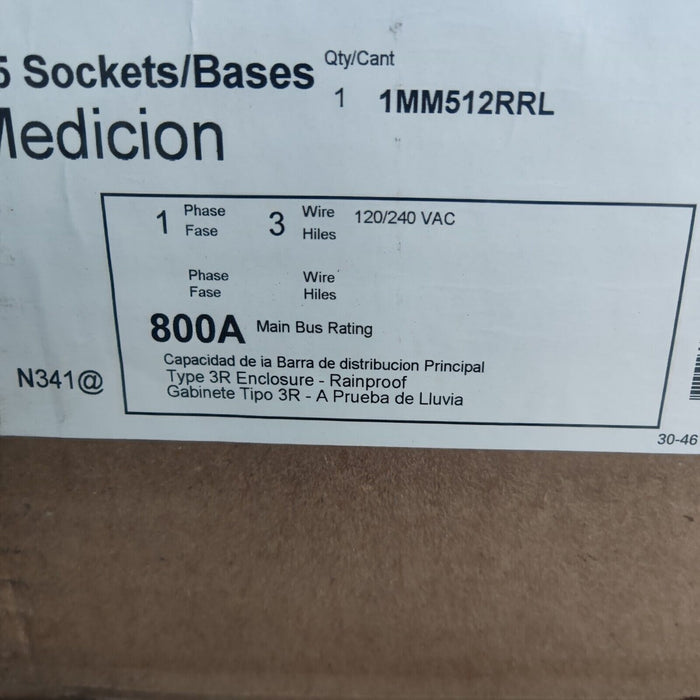 5 Sockets/Bases
Qty/Cant
1 1MM512RRL
Medicion
1 Phase Fase 3 Wire Hiles 120/240 VAC
Phase Wire
Fase Hiles
800A Main Bus Rating
Capacidad de ia Barra de distribucion Principal
Type 3R Enclosure - Rainproof
Gabinete Tipo 3R - A Prueba de Lluvia
N341@
30-46